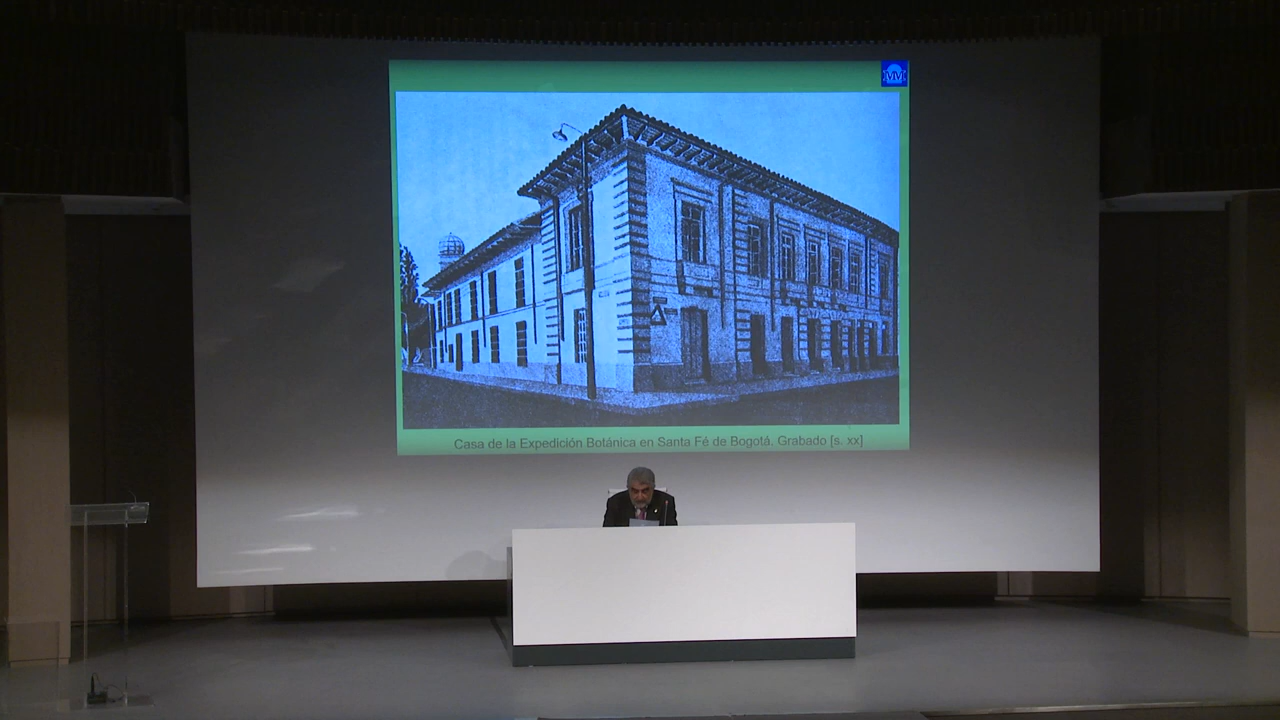 Casa de la Expedición Botánica en Santa Fé de Bogotá. Grabado [s. xx]